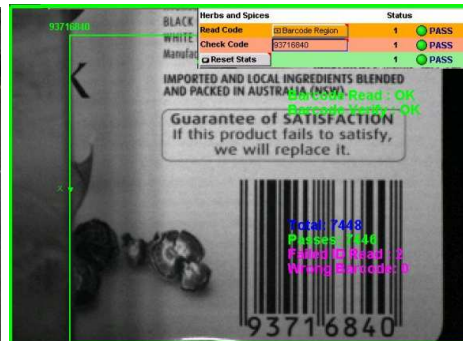 Herbs and Spices Status
Read Code Barcode Region 1 PASS
Check Code 93716840 1 PASS
Reset Stats 1 PASS
93716840
BLACK
WHITE
Manufac
IMPORTED AND LOCAL INGREDIENTS BLENDED
AND PACKED IN AUSTRALIA (NSW).
Barcode Read : OK
Barcode Verify : OK
Guarantee of SATISFACTION
If this product fails to satisfy,
we will replace it.
X
Total: 7448
Passes: 7446
Failed ID Read : 2
Wrong Barcode: 0
93716840